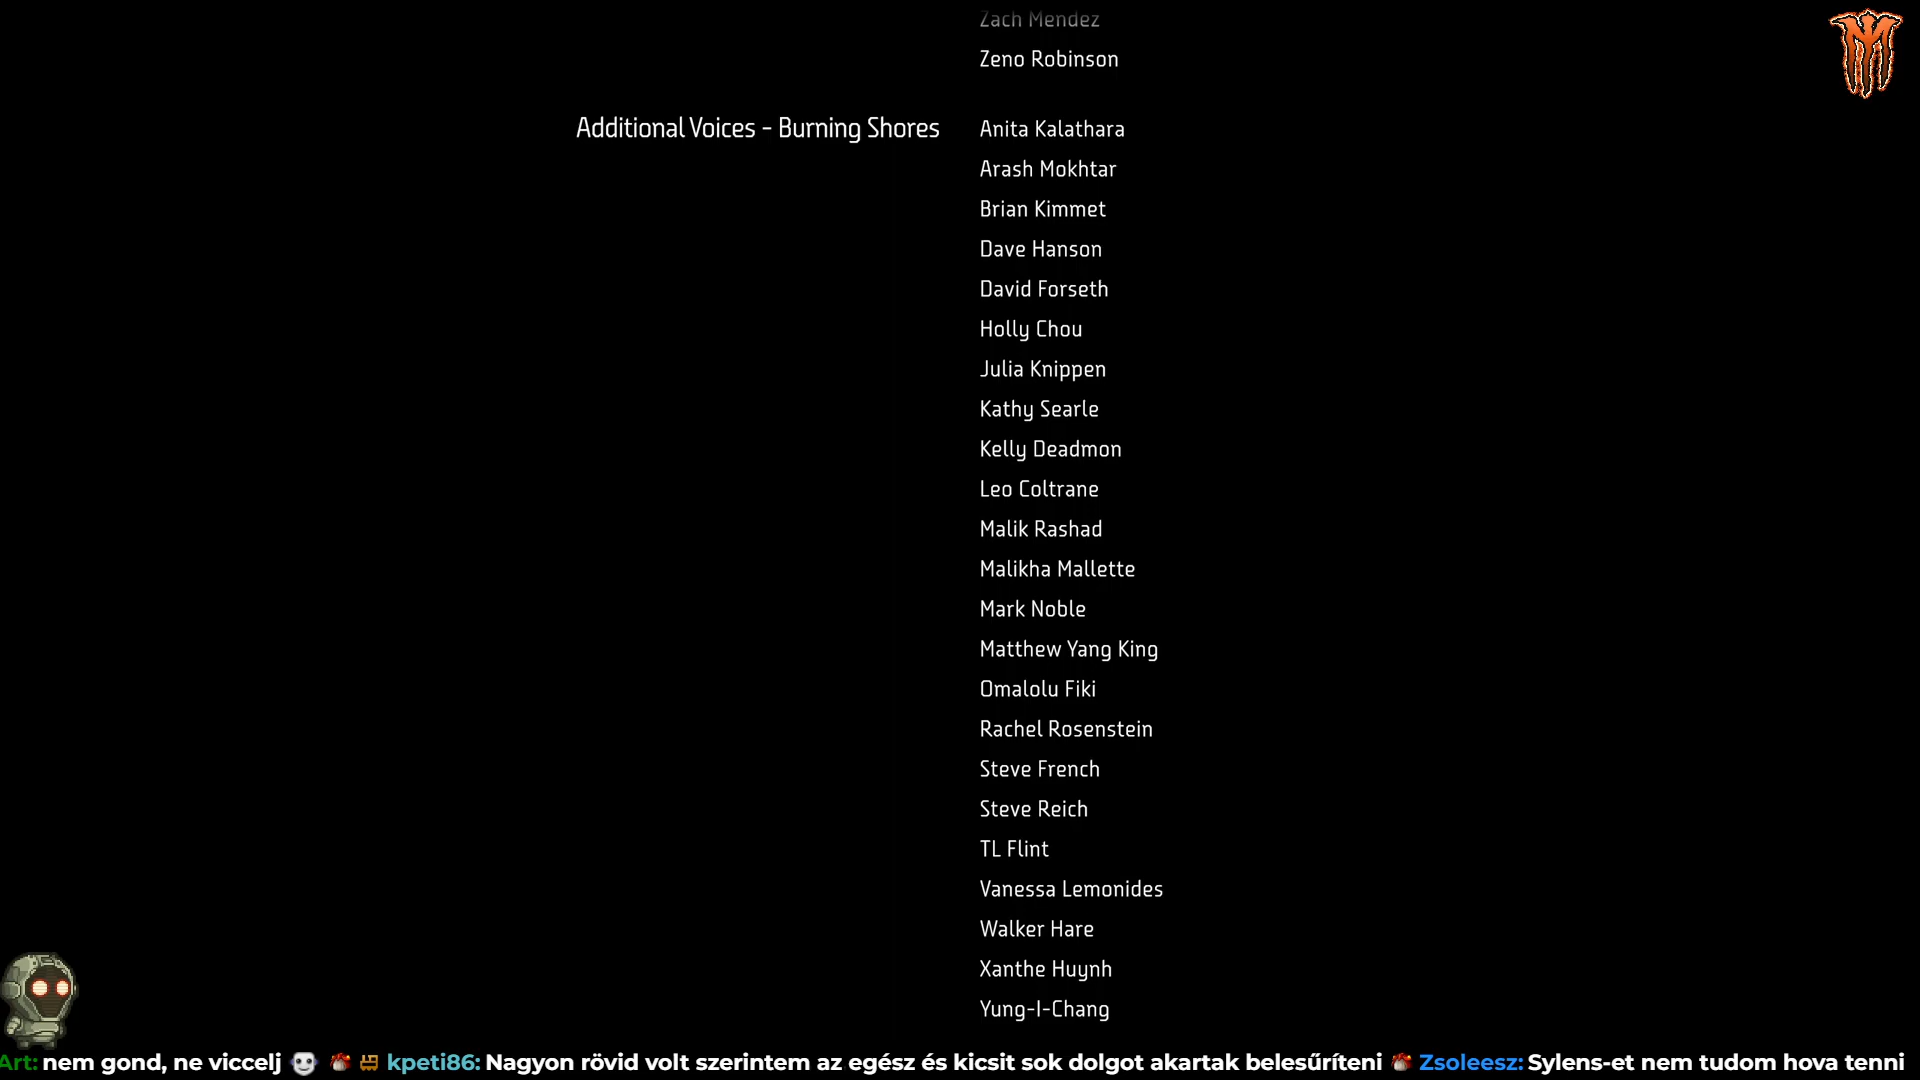 Zach Mendez
Zeno Robinson
Additional Voices - Burning Shores Anita Kalathara
Arash Mokhtar
Brian Kimmet
Dave Hanson
David Forseth
Holly Chou
Julia Knippen
Kathy Searle
Kelly Deadmon
Leo Coltrane
Malik Rashad
Malikha Mallette
Mark Noble
Matthew Yang King
Omalolu Fiki
Rachel Rosenstein
Steve French
Steve Reich
TL Flint
Vanessa Lemonides
Walker Hare
Xanthe Huynh
Yung-I-Chang
Art: nem gond, ne viccelj kpeti86: Nagyon rövid volt szerintem az egész és kicsit sok dolgot akartak belesűríteni Zsoleesz: Sylens-et nem tudom hova tenni